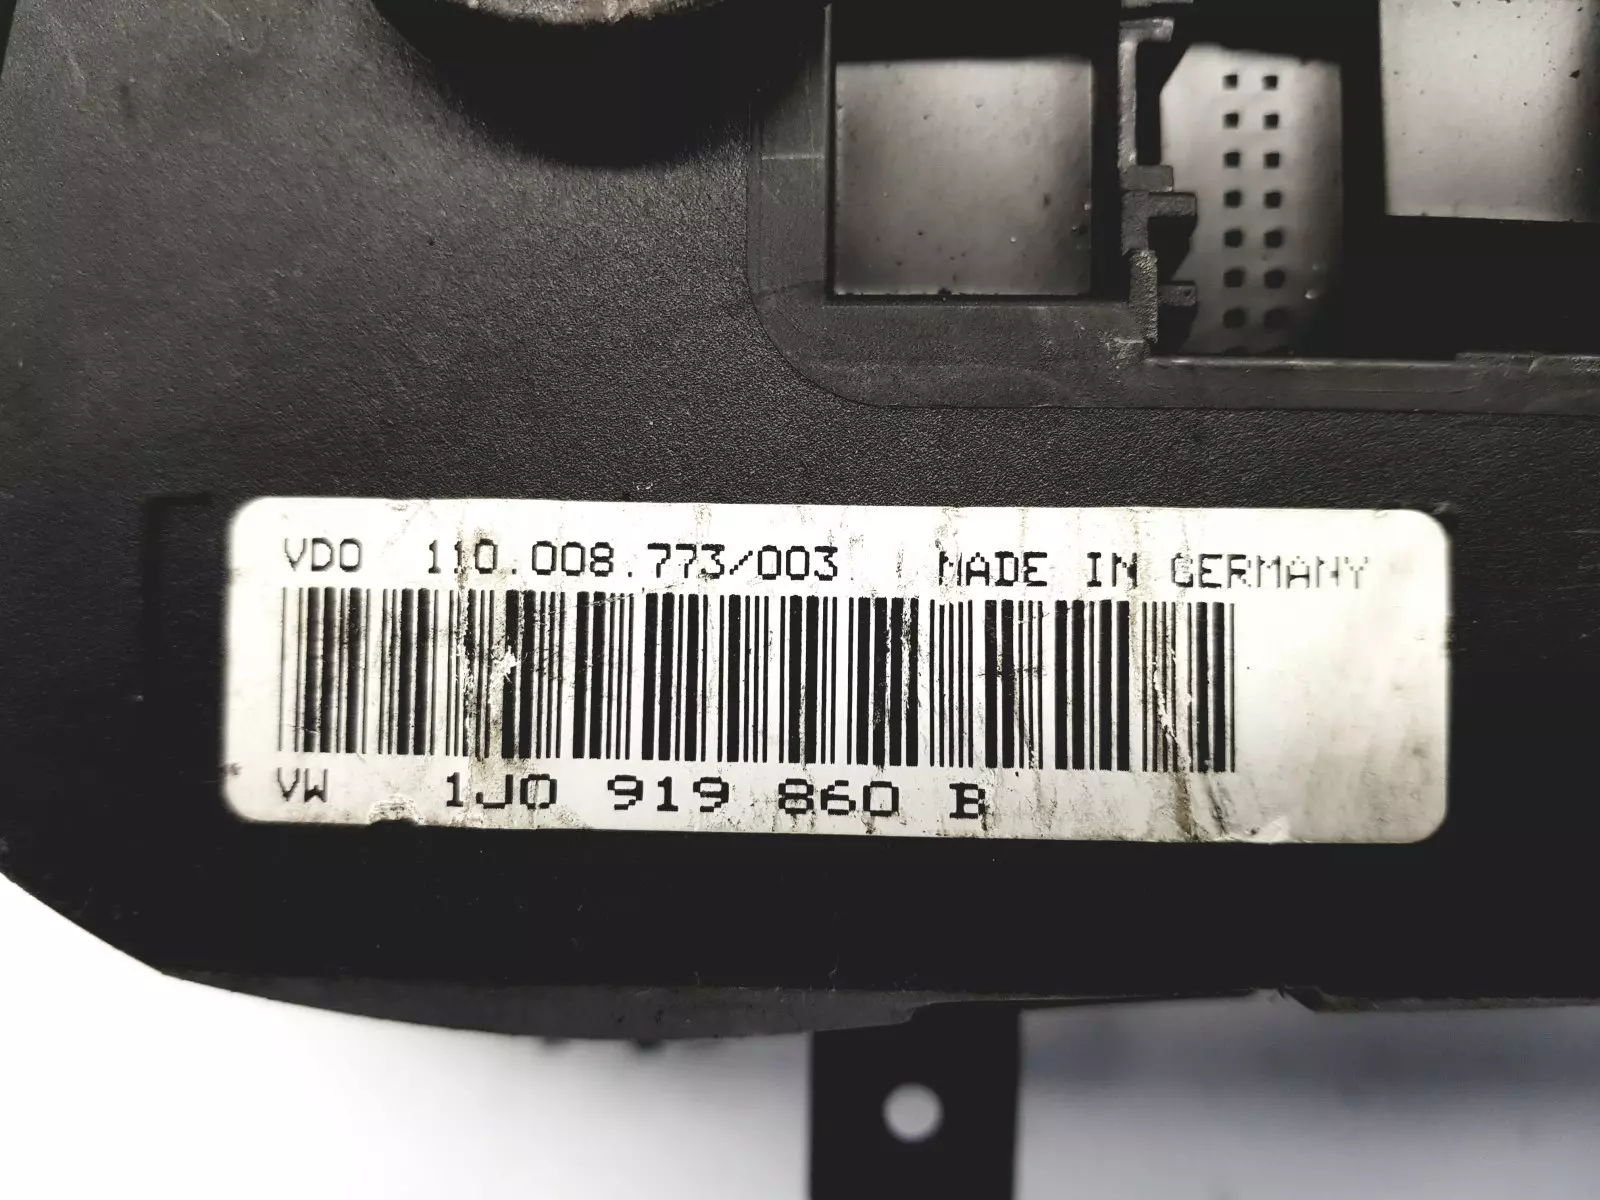 VDO 110.008.773/003 MADE IN GERMANY
VW 1J0 919 860 B